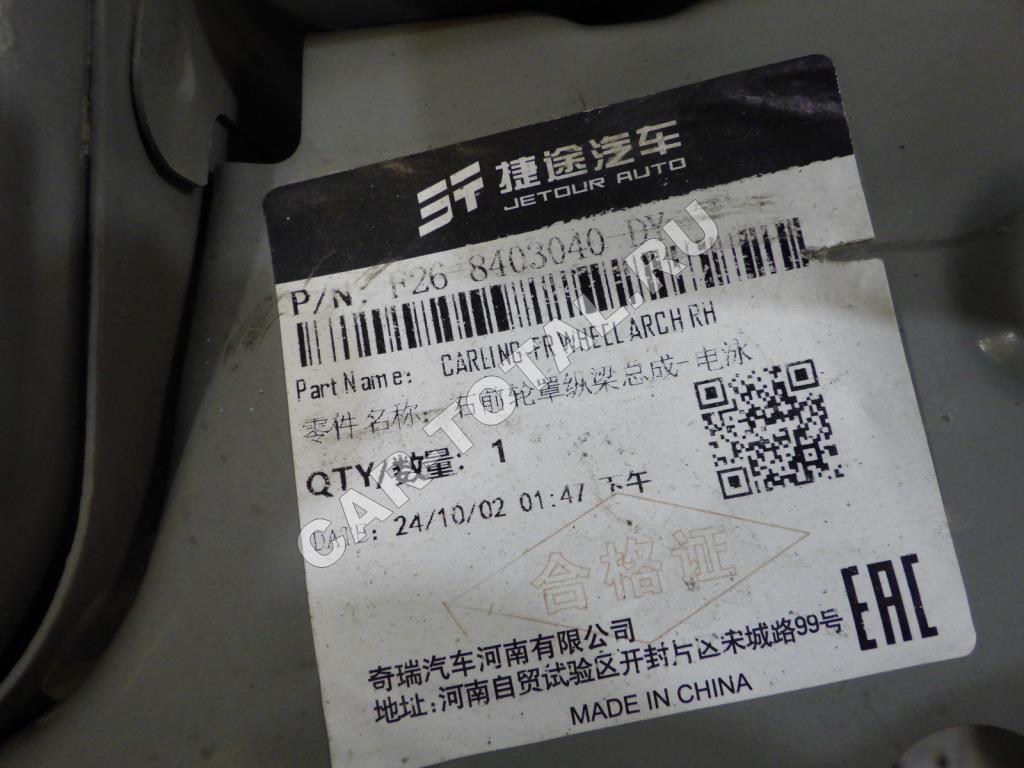 捷途汽车
JETOUR AUTO
P/N: F26-8403040-DY
Part Name: CARLING-FR WHEEL ARCH RH
零件名称: 右前轮罩纵梁总成-电泳
QTY/数量: 1
DATE: 24/10/02 01:47 下午
合格证
EAC
奇瑞汽车河南有限公司
地址:河南自贸试验区开封片区宋城路99号
MADE IN CHINA
CAR-TOTAL.RU